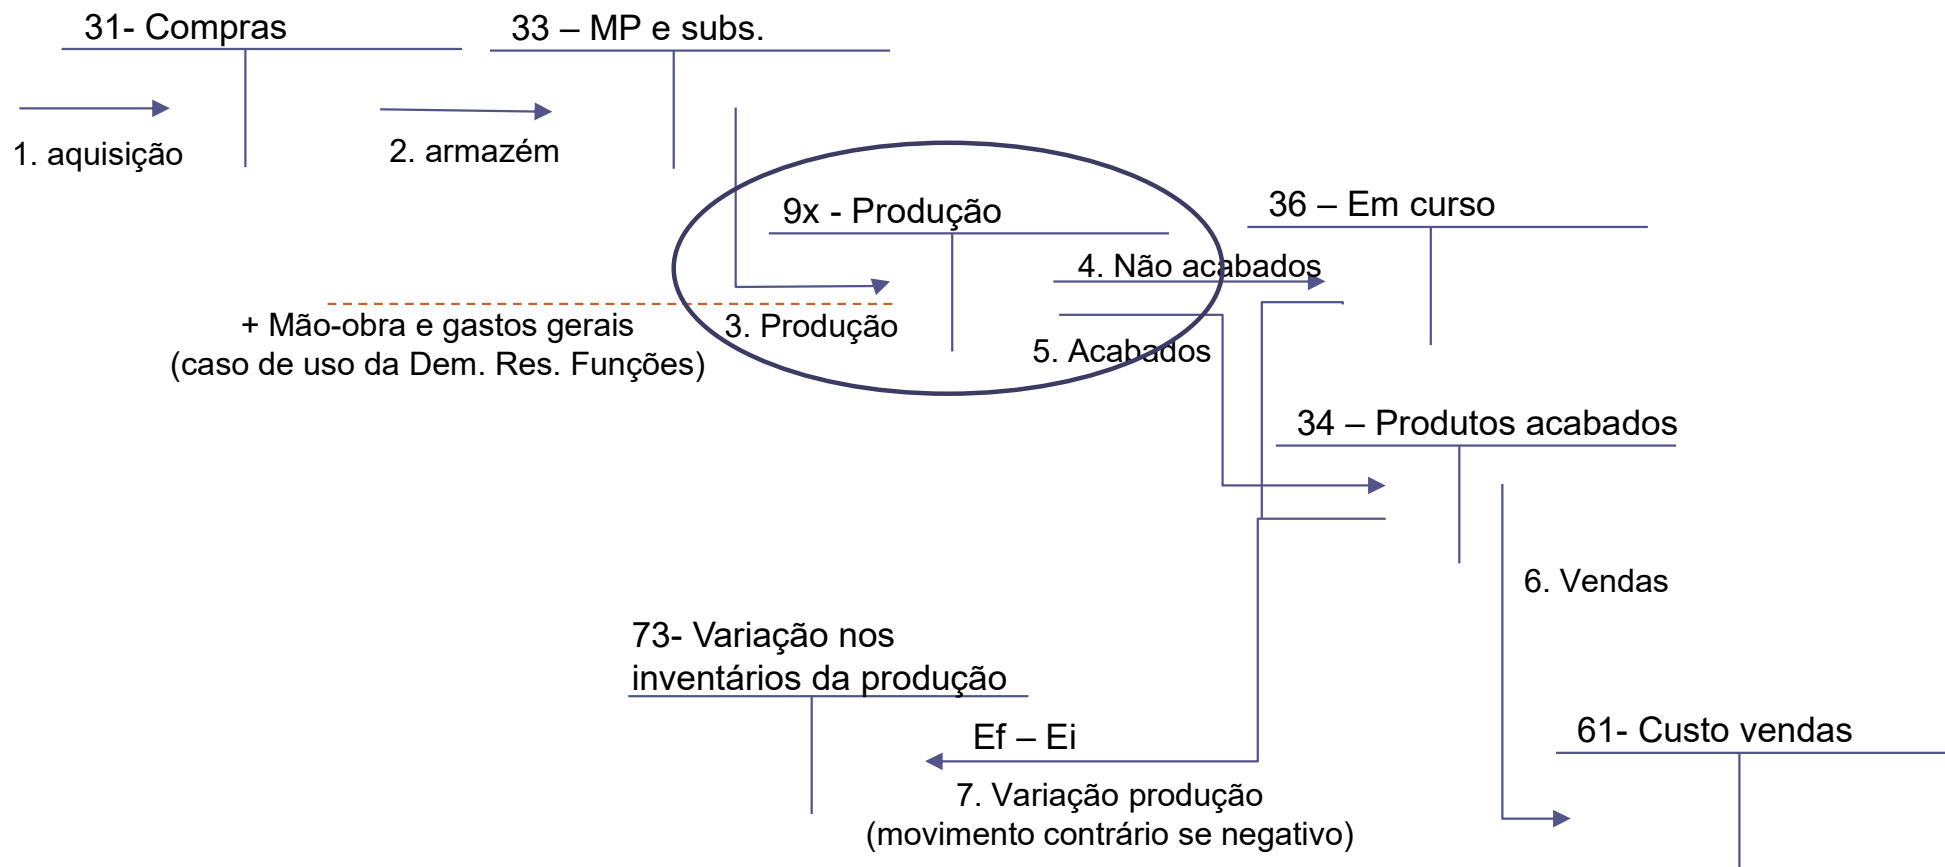 31- Compras
33 – MP e subs.
1. aquisição
2. armazém
9x - Produção
36 – Em curso
4. Não acabados
+ Mão-obra e gastos gerais
(caso de uso da Dem. Res. Funções)
3. Produção
5. Acabados
34 – Produtos acabados
6. Vendas
73- Variação nos
inventários da produção
Ef – Ei
61- Custo vendas
7. Variação produção
(movimento contrário se negativo)